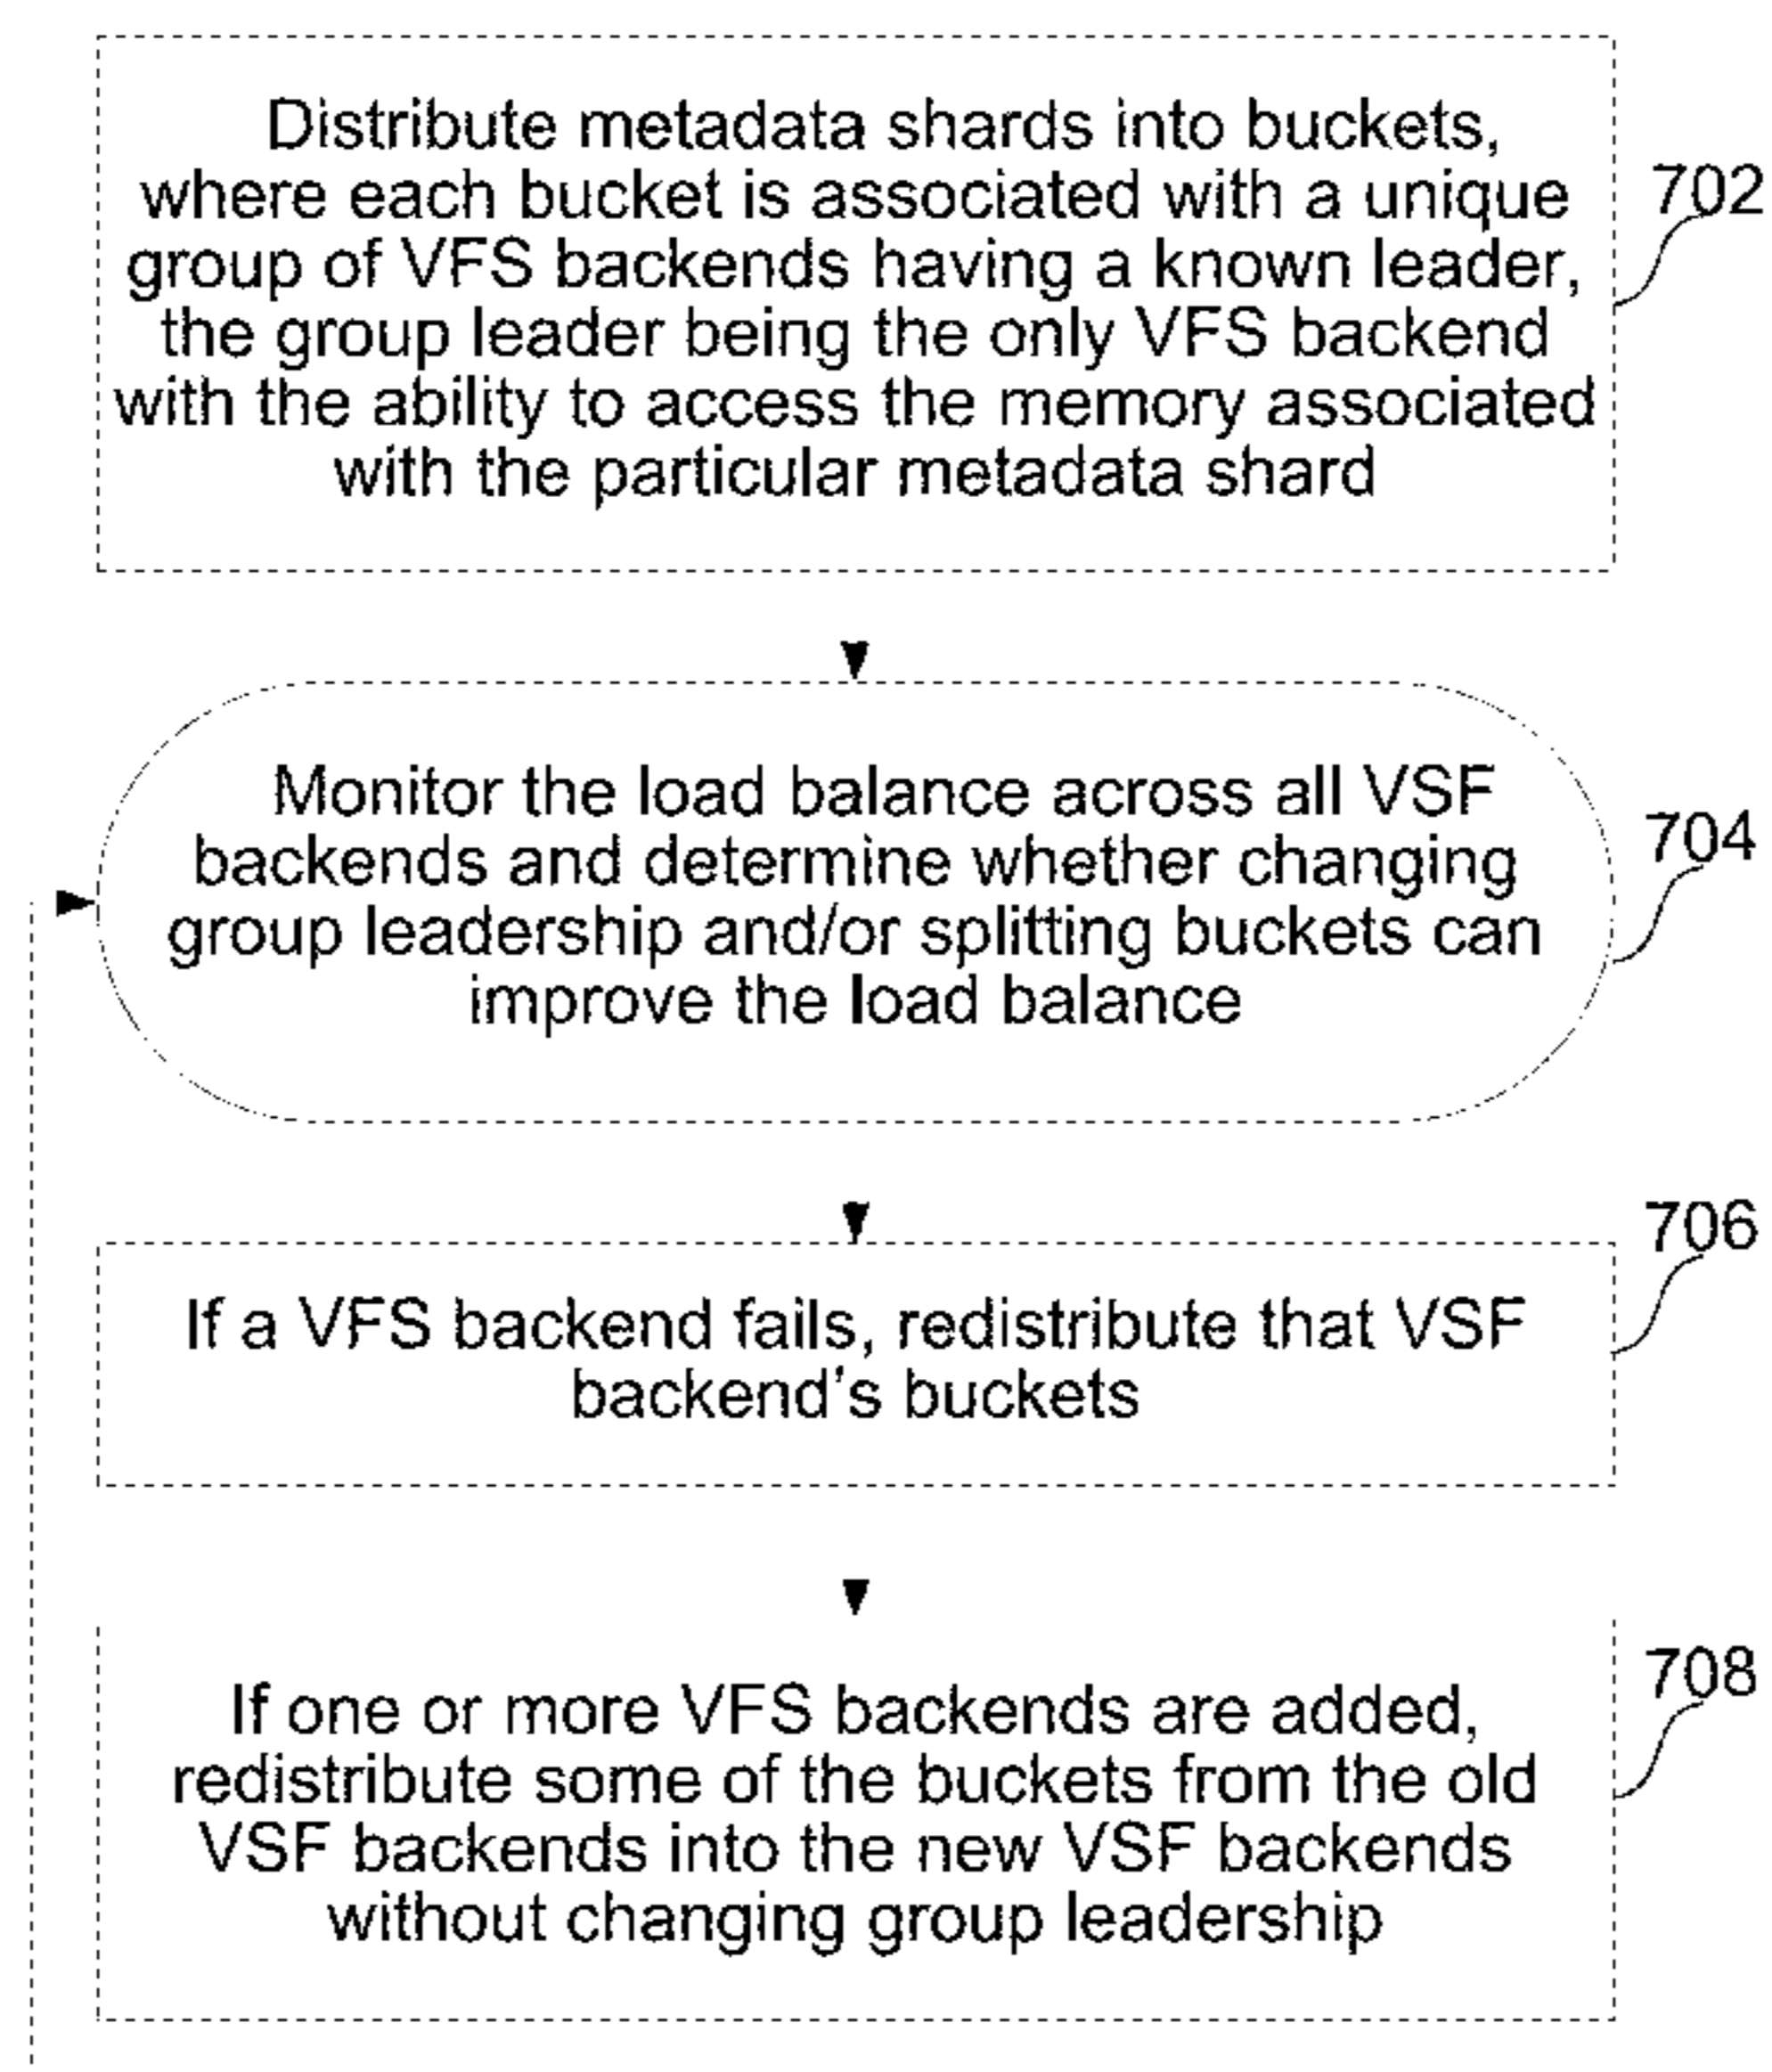 Distribute metadata shards into buckets,
where each bucket is associated with a unique
group of VFS backends having a known leader,
the group leader being the only VFS backend
with the ability to access the memory associated
with the particular metadata shard
702
Monitor the load balance across all VSF
backends and determine whether changing
group leadership and/or splitting buckets can
improve the load balance
704
If a VFS backend fails, redistribute that VSF
backend's buckets
706
If one or more VFS backends are added,
redistribute some of the buckets from the old
VSF backends into the new VSF backends
without changing group leadership
708